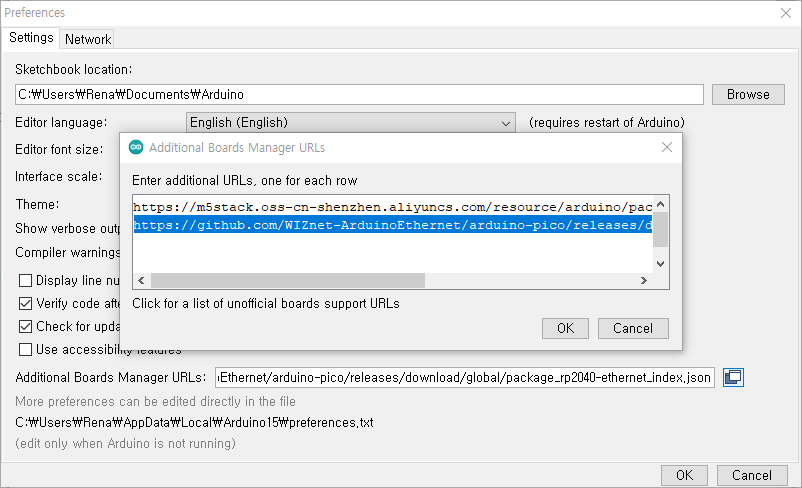 Preferences
Settings Network
Sketchbook location:
C:₩Users₩Rena₩Documents₩Arduino Browse
Editor language: English (English) (requires restart of Arduino)
Editor font size:
Interface scale:
Theme:
Show verbose outp
Compiler warnings
Display line nu
Verify code afte
Check for upda
Use accessibility features
Additional Boards Manager URLs
Enter additional URLs, one for each row
https://m5stack.oss-cn-shenzhen.aliyuncs.com/resource/arduino/pac
https://github.com/WIZnet-ArduinoEthernet/arduino-pico/releases/d
Click for a list of unofficial boards support URLs
OK Cancel
Additional Boards Manager URLs: Ethernet/arduino-pico/releases/download/global/package_rp2040-ethernet_index.json
More preferences can be edited directly in the file
C:₩Users₩Rena₩AppData₩Local₩Arduino15₩preferences.txt
(edit only when Arduino is not running)
OK Cancel